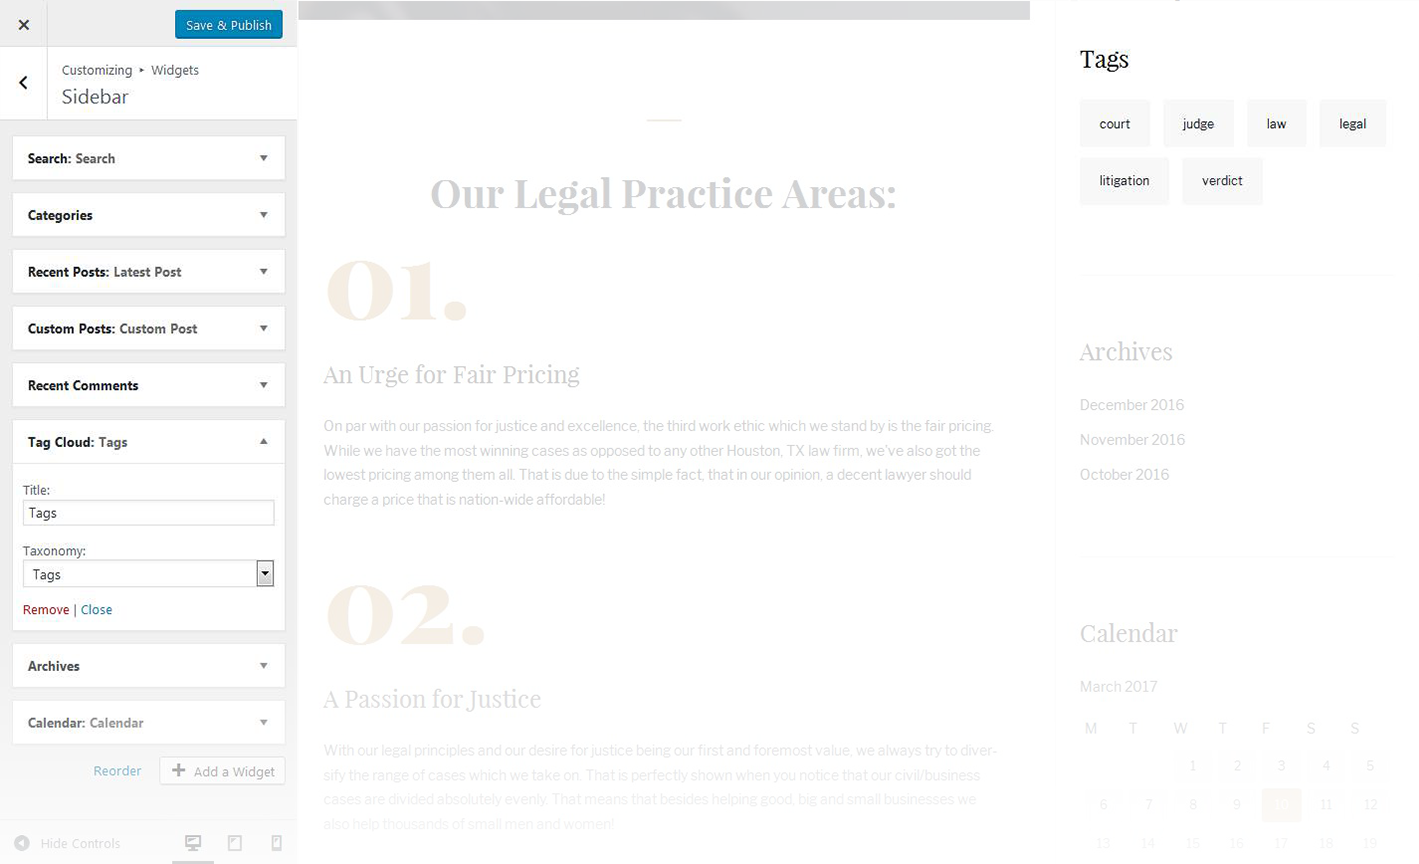 Save & Publish
Customizing ▸ Widgets
Sidebar
Search: Search
Categories
Recent Posts: Latest Post
Custom Posts: Custom Post
Recent Comments
Tag Cloud: Tags
Title:
Tags
Taxonomy:
Tags
Remove | Close
Archives
Calendar: Calendar
Reorder
Add a Widget
Hide Controls
Our Legal Practice Areas:
01.
An Urge for Fair Pricing
On par with our passion for justice and excellence, the third work ethic which we stand by is the fair pricing.
While we have the most winning cases as opposed to any other Houston, TX law firm, we've also got the
lowest pricing among them all. That is due to the simple fact, that in our opinion, a decent lawyer should
charge a price that is nation-wide affordable!
02.
A Passion for Justice
With our legal principles and our desire for justice being our first and foremost value, we always try to diver-
sify the range of cases which we take on. That is perfectly shown when you notice that our civil/business
cases are divided absolutely evenly. That means that besides helping good, big and small businesses we
also help thousands of small men and women!
Tags
court judge law legal
litigation verdict
Archives
December 2016
November 2016
October 2016
Calendar
March 2017
M T W T F S S
1 2 3 4 5
6 7 8 9 10 11 12
13 14 15 16 17 18 19